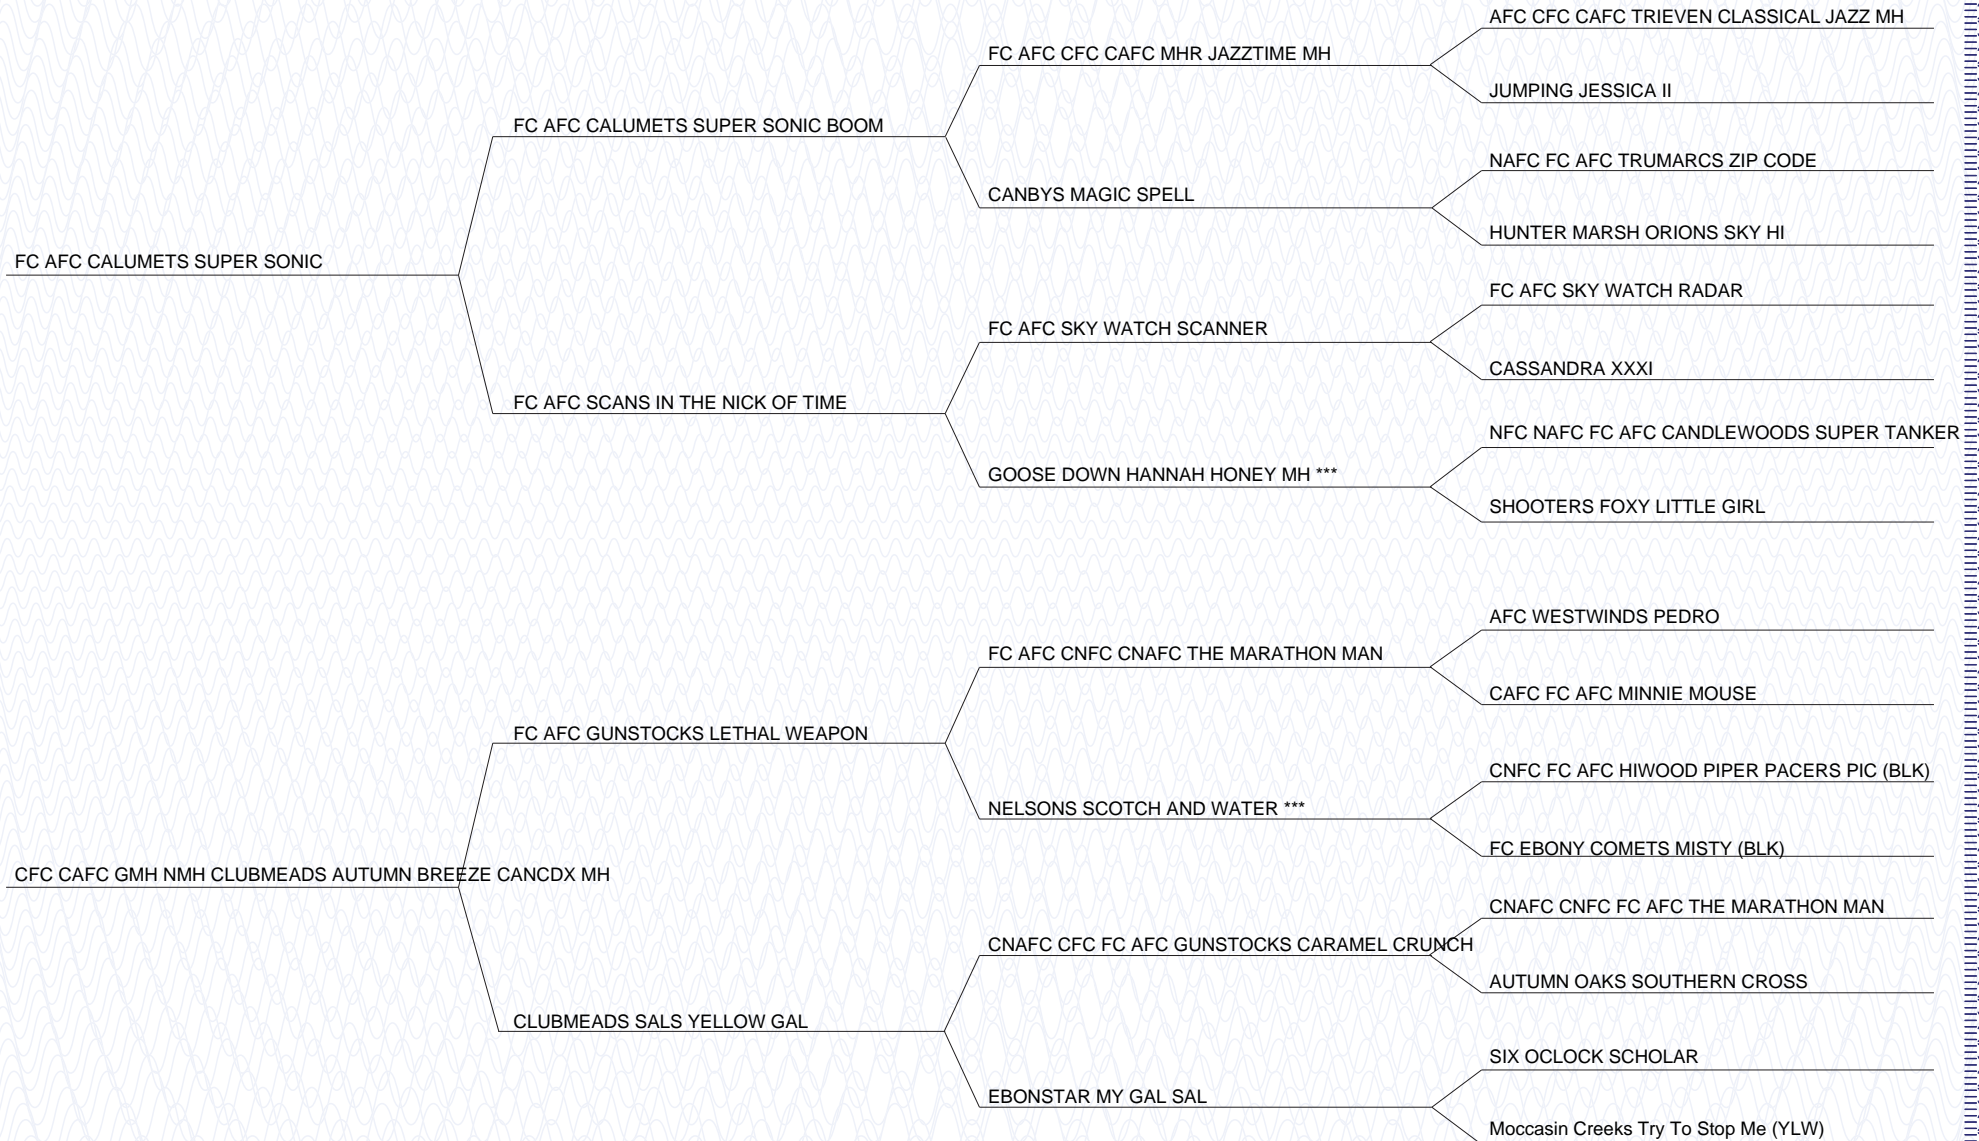 AFC CFC CAFC TRIEVEN CLASSICAL JAZZ MH
FC AFC CFC CAFC MHR JAZZTIME MH
JUMPING JESSICA II
FC AFC CALUMETS SUPER SONIC BOOM
NAFC FC AFC TRUMARCS ZIP CODE
CANBYS MAGIC SPELL
HUNTER MARSH ORIONS SKY HI
FC AFC CALUMETS SUPER SONIC
FC AFC SKY WATCH RADAR
FC AFC SKY WATCH SCANNER
CASSANDRA XXXI
FC AFC SCANS IN THE NICK OF TIME
NFC NAFC FC AFC CANDLEWOODS SUPER TANKER
GOOSE DOWN HANNAH HONEY MH ***
SHOOTERS FOXY LITTLE GIRL
AFC WESTWINDS PEDRO
FC AFC CNFC CNAFC THE MARATHON MAN
CAFC FC AFC MINNIE MOUSE
FC AFC GUNSTOCKS LETHAL WEAPON
CNFC FC AFC HIWOOD PIPER PACERS PIC (BLK)
NELSONS SCOTCH AND WATER ***
FC EBONY COMETS MISTY (BLK)
CFC CAFC GMH NMH CLUBMEADS AUTUMN BREEZE CANCDX MH
CNAFC CNFC FC AFC THE MARATHON MAN
CNAFC CFC FC AFC GUNSTOCKS CARAMEL CRUNCH
AUTUMN OAKS SOUTHERN CROSS
CLUBMEADS SALS YELLOW GAL
SIX OCLOCK SCHOLAR
EBONSTAR MY GAL SAL
Moccasin Creeks Try To Stop Me (YLW)